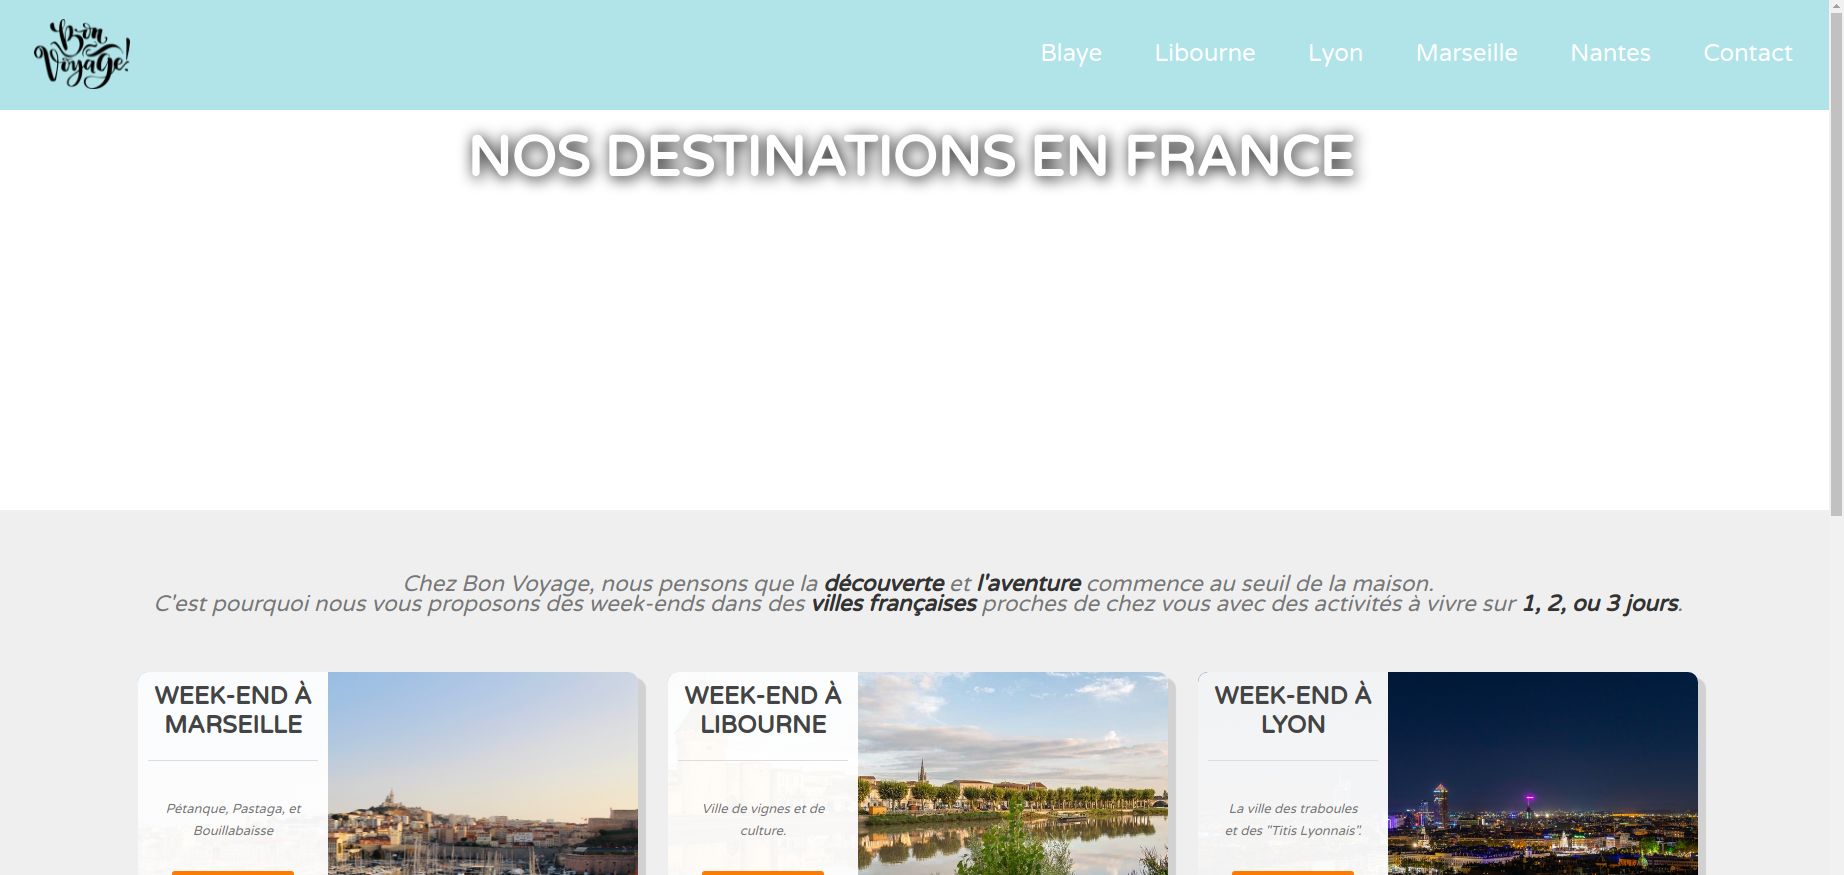 Bon
Voyage!
Blaye Libourne Lyon Marseille Nantes Contact
NOS DESTINATIONS EN FRANCE
Chez Bon Voyage, nous pensons que la découverte et l'aventure commence au seuil de la maison.
C'est pourquoi nous vous proposons des week-ends dans des villes françaises proches de chez vous avec des activités à vivre sur 1, 2, ou 3 jours.
WEEK-END À
MARSEILLE
Pétanque, Pastaga, et
Bouillabaisse
WEEK-END À
LIBOURNE
Ville de vignes et de
culture.
WEEK-END À
LYON
La ville des traboules
et des "Titis Lyonnais".